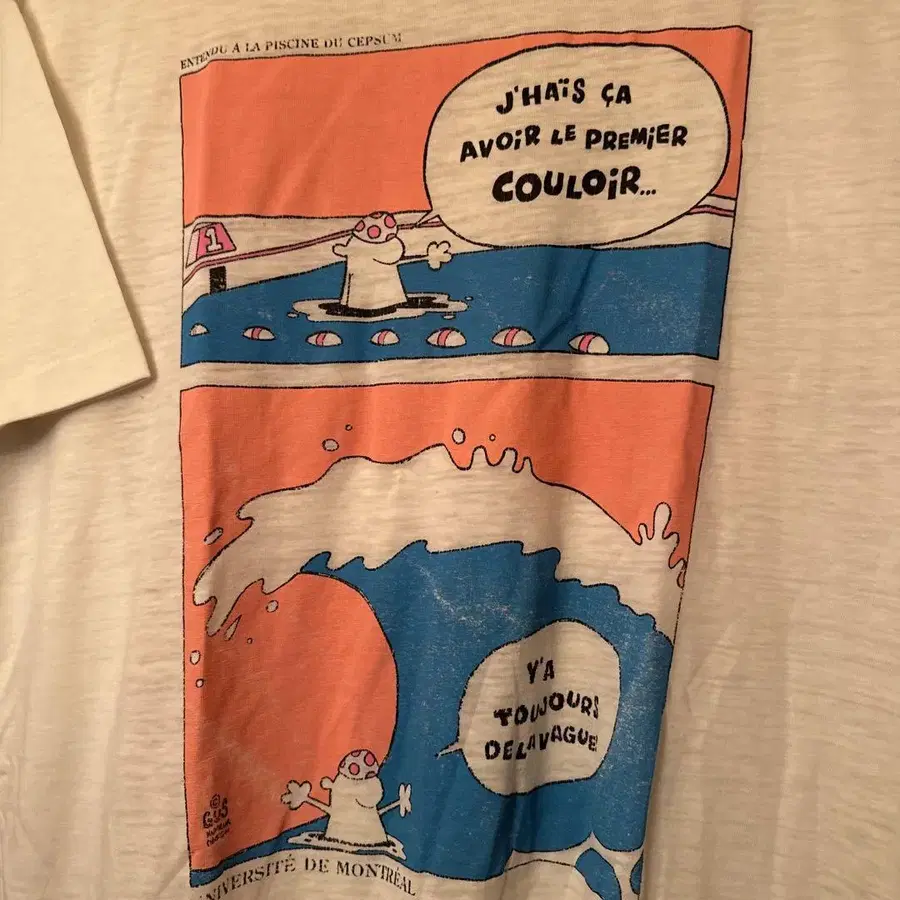 ENTENDU À LA PISCINE DU CEPSUM
J'HAÏS ÇA
AVOIR LE PREMIER
COULOIR...
1
Y'A
TOUJOURS
DE LA VAGUE
©
GUS
UNIVERSITÉ DE MONTRÉAL